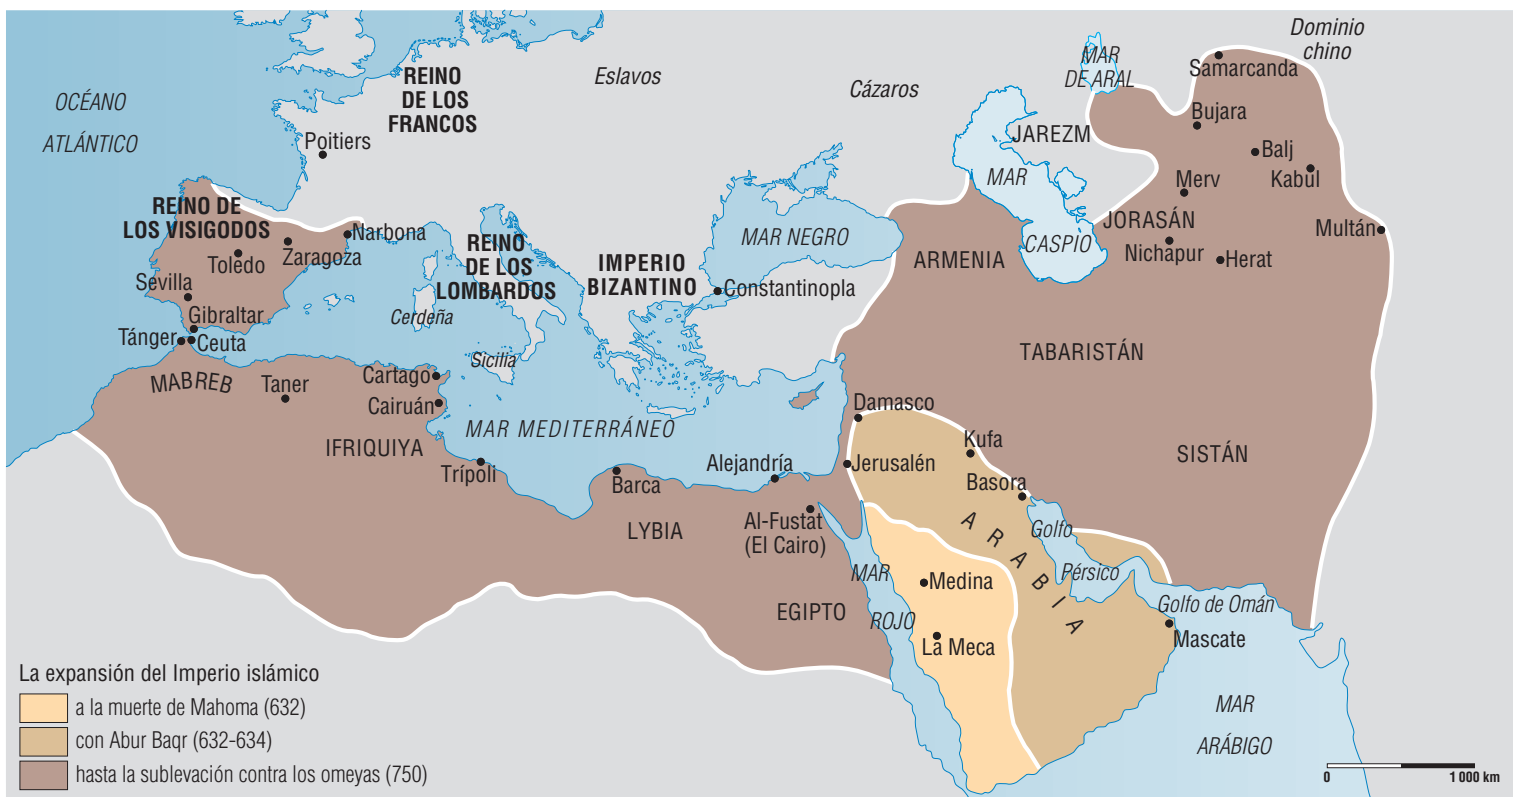 OCÉANO
ATLÁNTICO
REINO
DE LOS
FRANCOS
Eslavos
Cázaros
MAR
DE ARAL
Dominio
chino
Samarcanda
Bujara
Balj
Kabul
Merv
JAREZM
Poitiers
MAR
CASPIO
JORASÁN
Nichapur
Herat
Multán
REINO DE
LOS VISIGODOS
Narbona
Zaragoza
Toledo
Sevilla
Gibraltar
Tánger
Ceuta
REINO
DE LOS
LOMBARDOS
Cerdeña
Sicilia
IMPERIO
BIZANTINO
MAR NEGRO
Constantinopla
ARMENIA
TABARISTÁN
SISTÁN
MABREB
Taner
Cartago
Cairuán
IFRIQUIYA
Trípoli
MAR MEDITERRÁNEO
Barca
Alejandría
Damasco
Jerusalén
Kufa
Basora
LYBIA
Al-Fustat
(El Cairo)
EGIPTO
MAR
ROJO
Medina
La Meca
ARABIA
Golfo
Pérsico
Golfo de Omán
Mascate
MAR
ARÁBIGO
La expansión del Imperio islámico
a la muerte de Mahoma (632)
con Abur Baqr (632-634)
hasta la sublevación contra los omeyas (750)
0 1 000 km